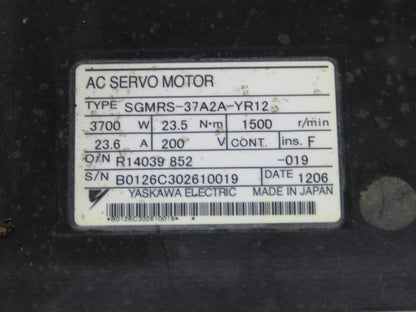 AC SERVO MOTOR
TYPE SGMRS-37A2A-YR12
3700 W 23.5 N·m 1500 r/min
23.6 A 200 V CONT. ins. F
O/N R14039 852 -019
S/N B0126C302610019 DATE 1206
YASKAWA ELECTRIC MADE IN JAPAN
*B0126C302610019*